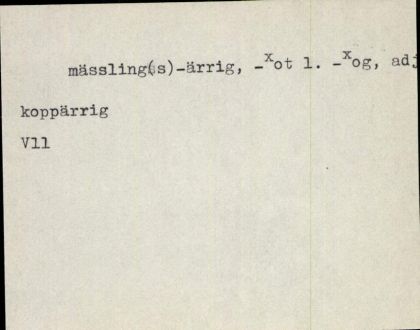 mässling(s)-ärrig, -ˣot l. -ˣog, adj
koppärrig
Vll